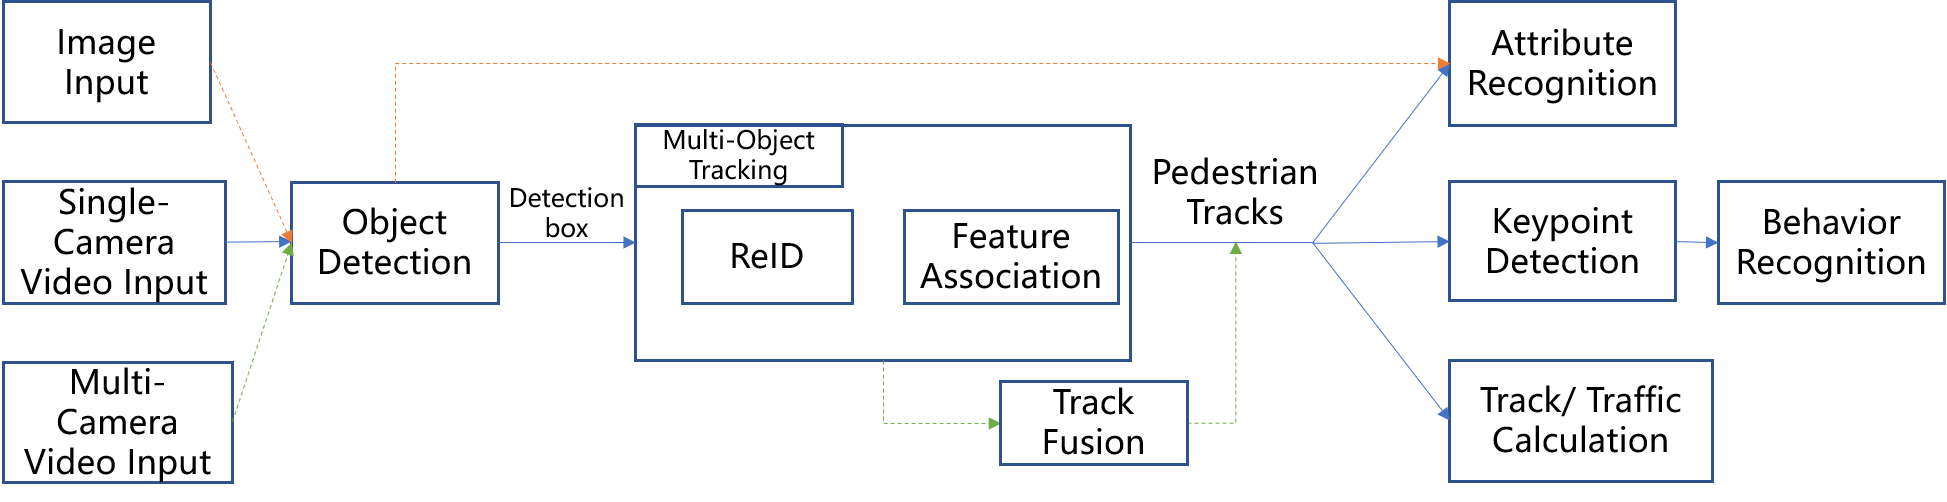 Image
Input
Single-
Camera
Video Input
Multi-
Camera
Video Input
Object
Detection
Detection
box
Multi-Object
Tracking
ReID
Feature
Association
Track
Fusion
Pedestrian
Tracks
Attribute
Recognition
Keypoint
Detection
Behavior
Recognition
Track/ Traffic
Calculation